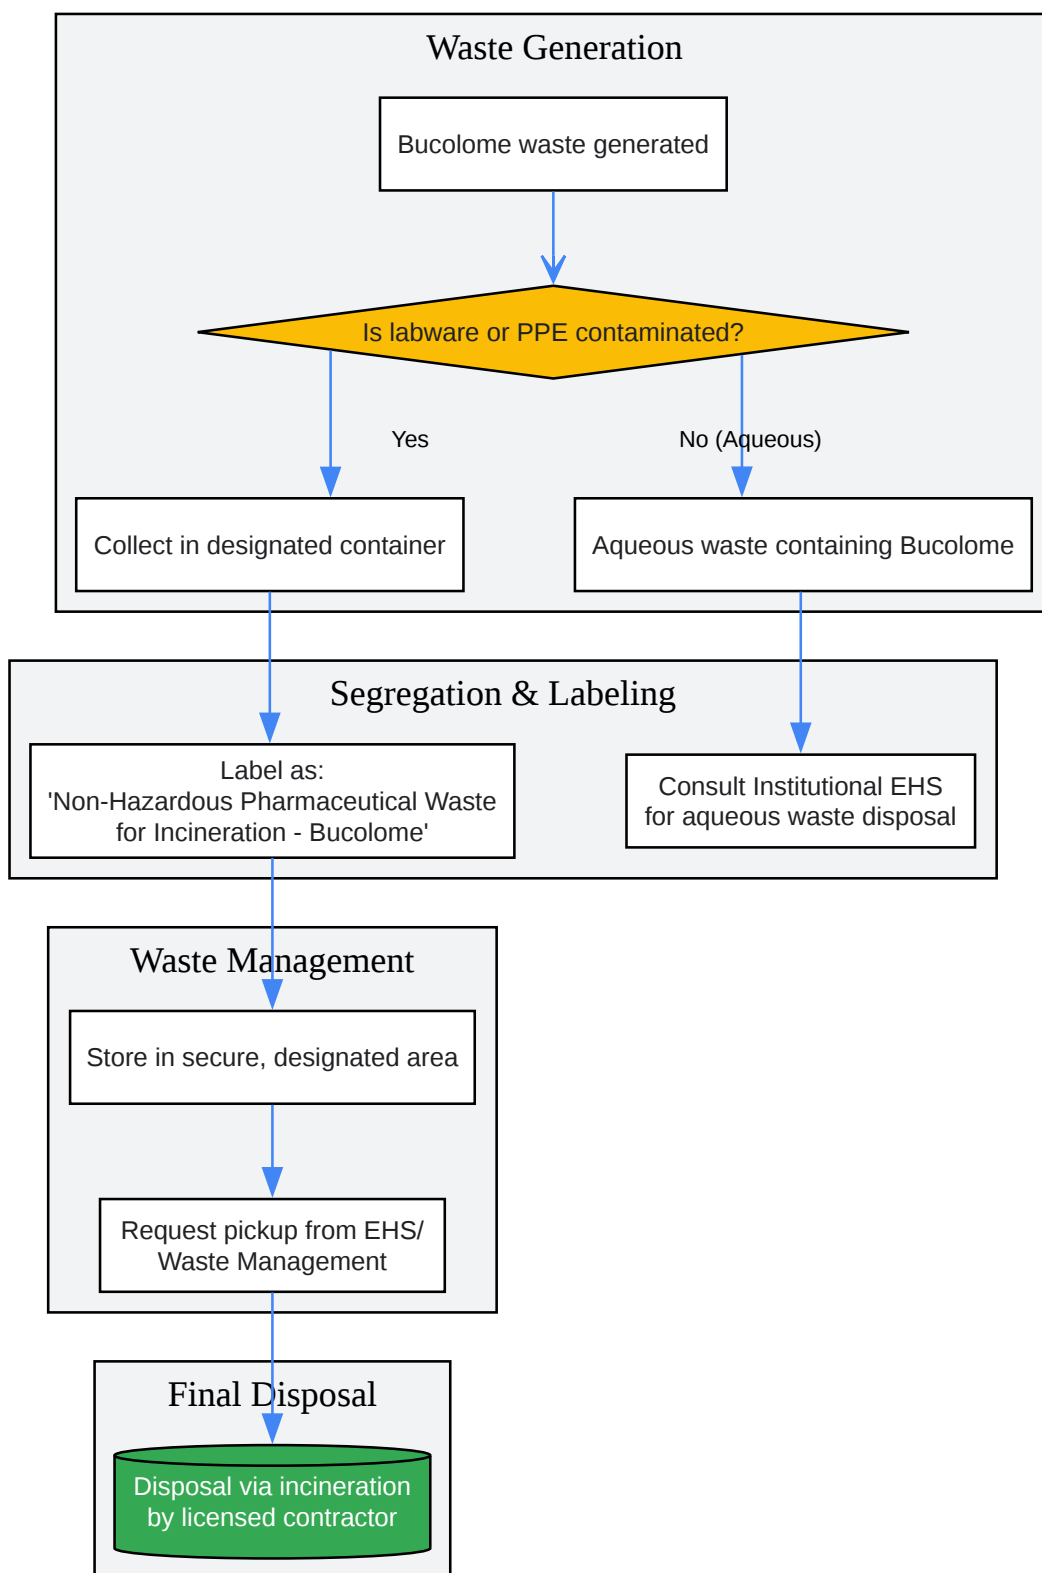 Waste Generation
Bucolome waste generated
Is labware or PPE contaminated?
Yes
No (Aqueous)
Collect in designated container
Aqueous waste containing Bucolome
Segregation & Labeling
Label as:
'Non-Hazardous Pharmaceutical Waste
for Incineration - Bucolome'
Consult Institutional EHS
for aqueous waste disposal
Waste Management
Store in secure, designated area
Request pickup from EHS/
Waste Management
Final Disposal
Disposal via incineration
by licensed contractor